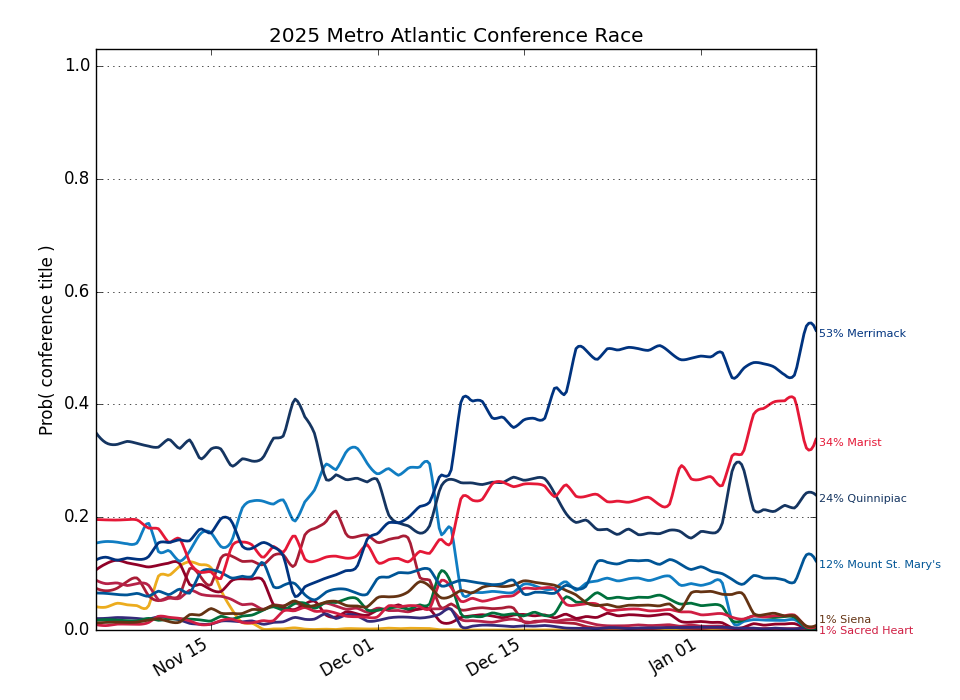 2025 Metro Atlantic Conference Race
Prob( conference title )
1.0
0.8
0.6
0.4
0.2
0.0
Nov 15
Dec 01
Dec 15
Jan 01
53% Merrimack
34% Marist
24% Quinnipiac
12% Mount St. Mary's
1% Siena
1% Sacred Heart